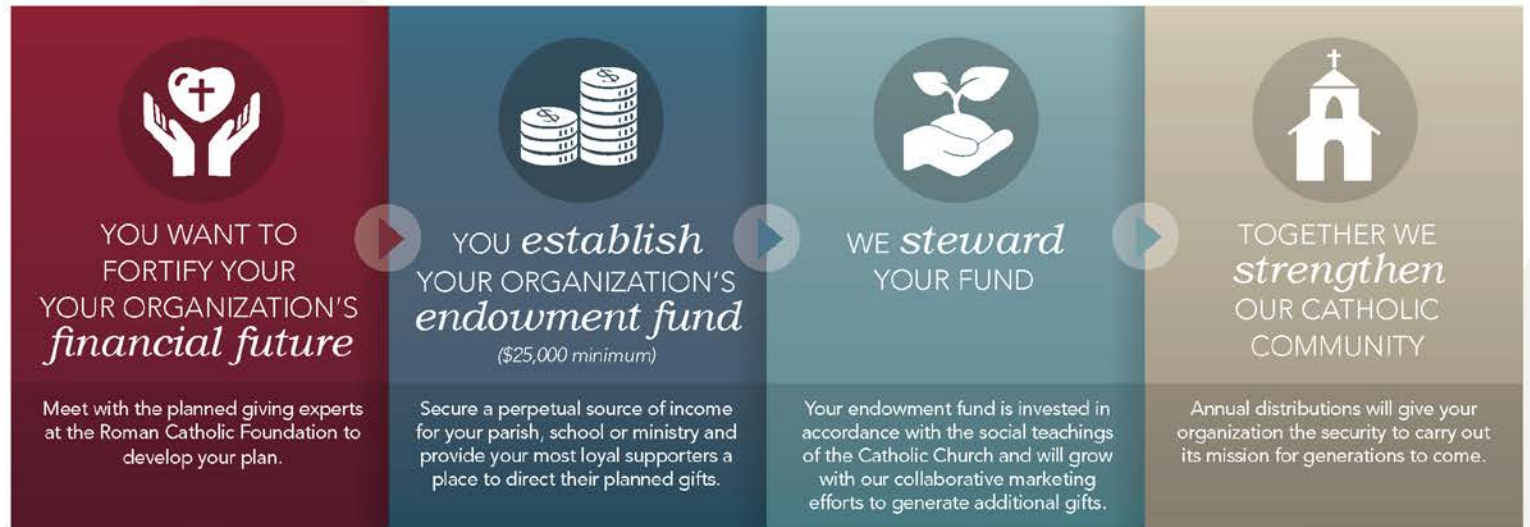 YOU WANT TO
FORTIFY YOUR
YOUR ORGANIZATION'S
financial future
Meet with the planned giving experts
at the Roman Catholic Foundation to
develop your plan.
$
$
YOU establish
YOUR ORGANIZATION'S
endowment fund
($25,000 minimum)
Secure a perpetual source of income
for your parish, school or ministry and
provide your most loyal supporters a
place to direct their planned gifts.
WE steward
YOUR FUND
Your endowment fund is invested in
accordance with the social teachings
of the Catholic Church and will grow
with our collaborative marketing
efforts to generate additional gifts.
TOGETHER WE
strengthen
OUR CATHOLIC
COMMUNITY
Annual distributions will give your
organization the security to carry out
its mission for generations to come.